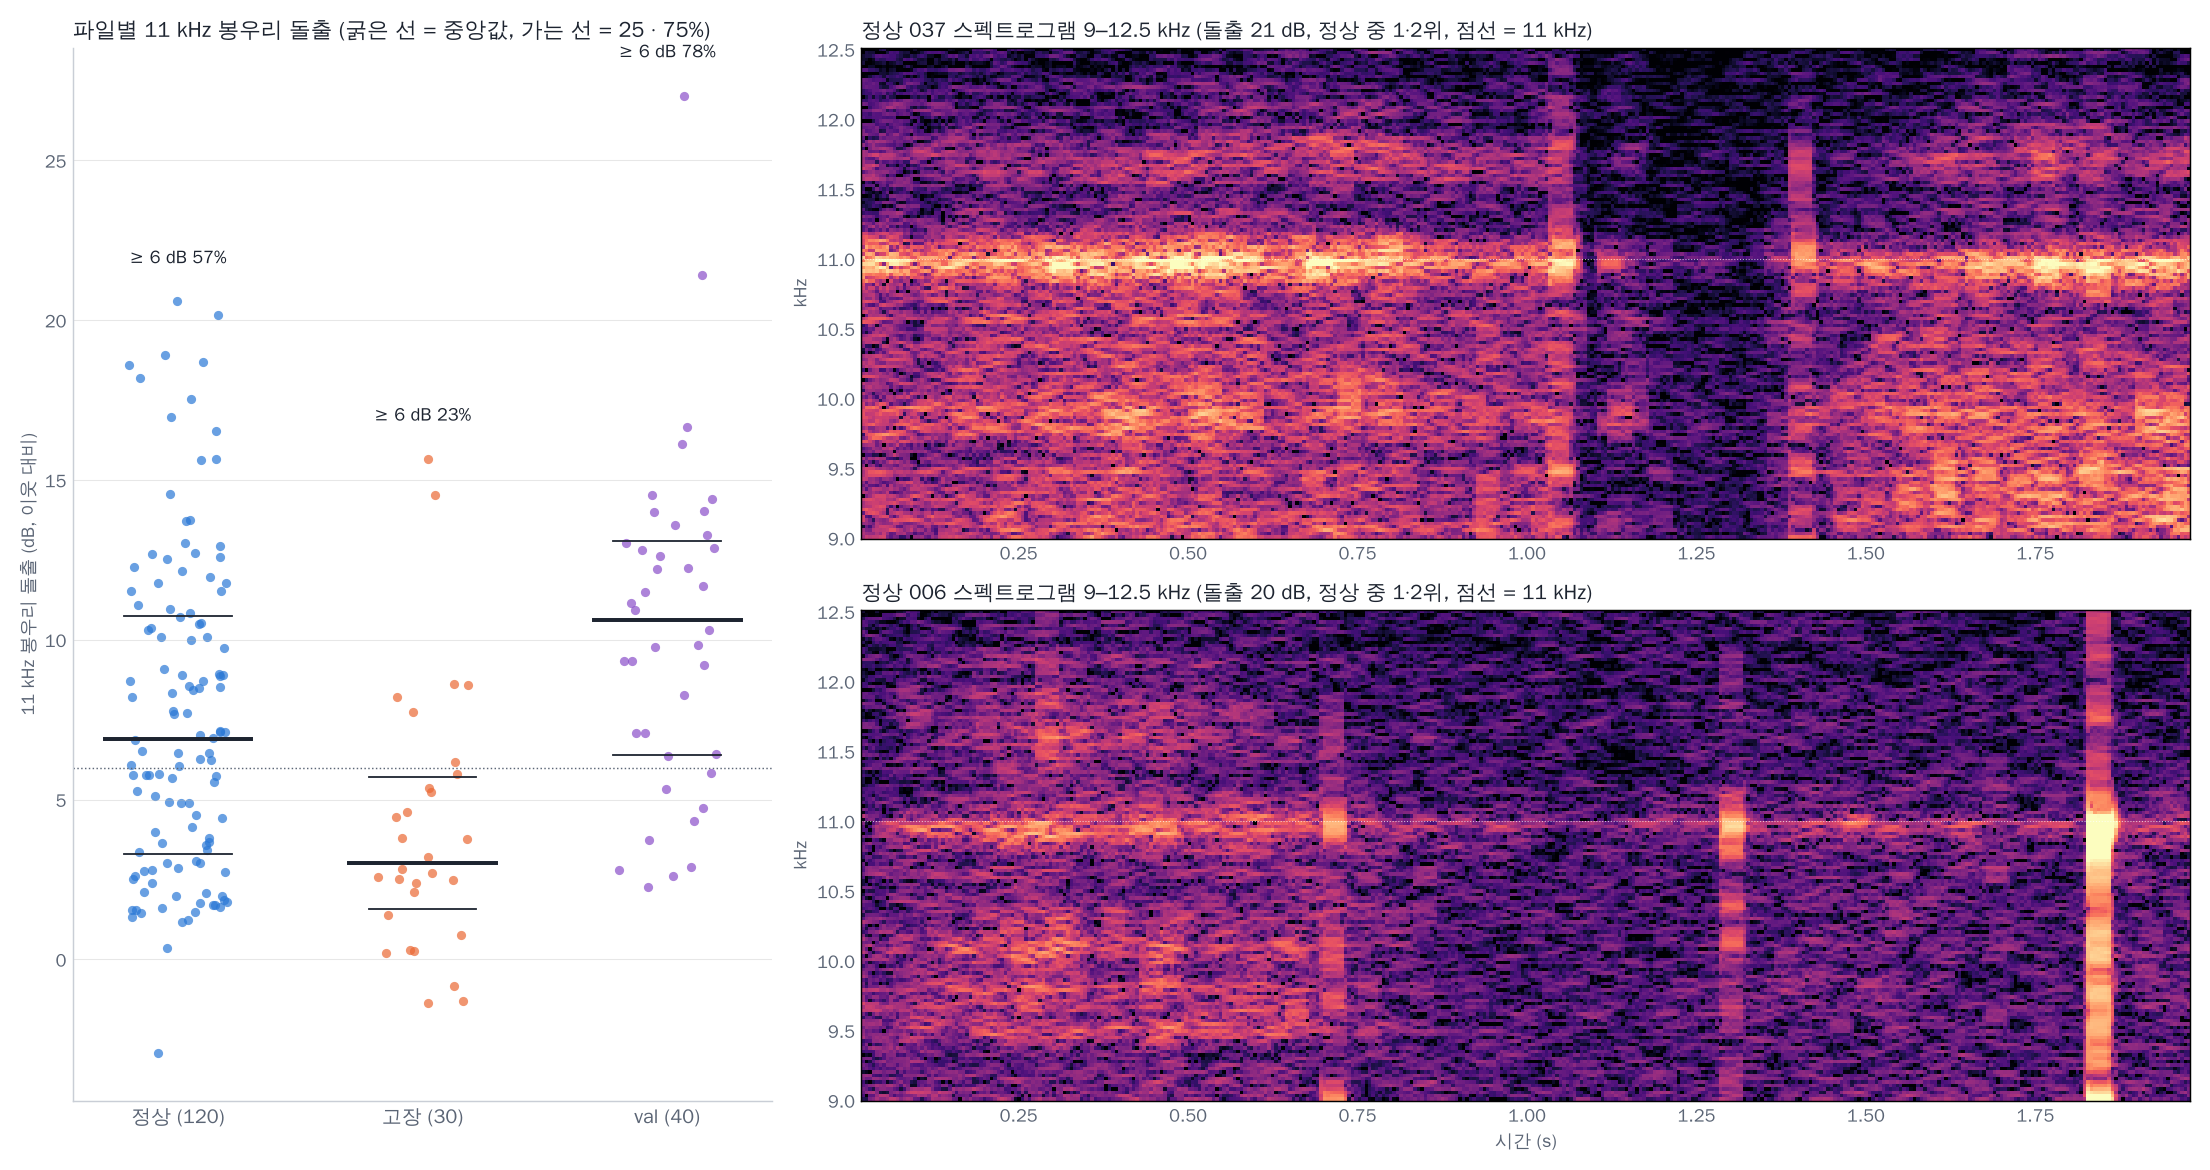 파일별 11 kHz 봉우리 돌출 (굵은 선 = 중앙값, 가는 선 = 25 · 75%)
≥ 6 dB 78%
≥ 6 dB 57%
≥ 6 dB 23%
11 kHz 봉우리 돌출 (dB, 이웃 대비)
25
20
15
10
5
0
정상 (120)
고장 (30)
val (40)
정상 037 스펙트로그램 9–12.5 kHz (돌출 21 dB, 정상 중 1·2위, 점선 = 11 kHz)
kHz
12.5
12.0
11.5
11.0
10.5
10.0
9.5
9.0
0.25 0.50 0.75 1.00 1.25 1.50 1.75
정상 006 스펙트로그램 9–12.5 kHz (돌출 20 dB, 정상 중 1·2위, 점선 = 11 kHz)
kHz
12.5
12.0
11.5
11.0
10.5
10.0
9.5
9.0
0.25 0.50 0.75 1.00 1.25 1.50 1.75
시간 (s)